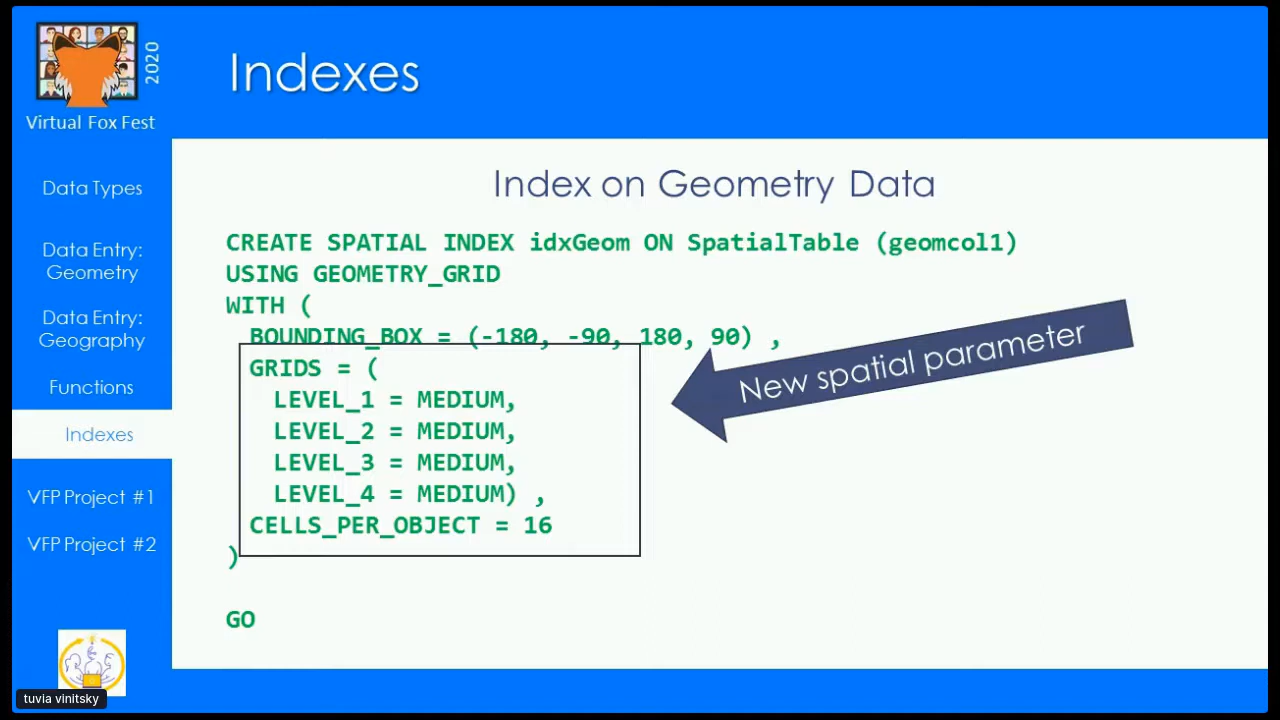 2020
Virtual Fox Fest
Indexes
Data Types
Data Entry:
Geometry
Data Entry:
Geography
Functions
Indexes
VFP Project #1
VFP Project #2
tuvia vinitsky
Index on Geometry Data
CREATE SPATIAL INDEX idxGeom ON SpatialTable (geomcol1)
USING GEOMETRY_GRID
WITH (
BOUNDING_BOX = (-180, -90, 180, 90) ,
GRIDS = (
LEVEL_1 = MEDIUM,
LEVEL_2 = MEDIUM,
LEVEL_3 = MEDIUM,
LEVEL_4 = MEDIUM) ,
CELLS_PER_OBJECT = 16
)
GO
New spatial parameter